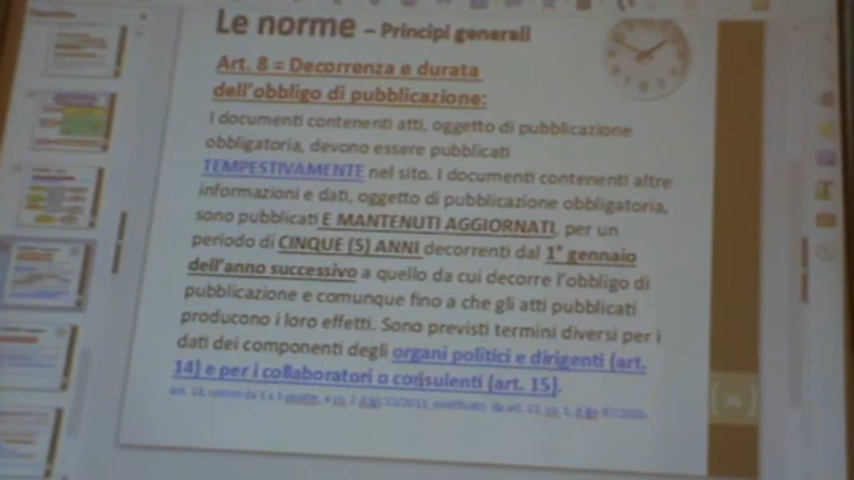 Le norme – Principi generali
Art. 8 = Decorrenza e durata
dell'obbligo di pubblicazione:
I documenti contenenti atti, oggetto di pubblicazione
obbligatoria, devono essere pubblicati
TEMPESTIVAMENTE nel sito. I documenti contenenti altre
informazioni e dati, oggetto di pubblicazione obbligatoria,
sono pubblicati E MANTENUTI AGGIORNATI, per un
periodo di CINQUE (5) ANNI decorrenti dal 1° gennaio
dell'anno successivo a quello da cui decorre l'obbligo di
pubblicazione e comunque fino a che gli atti pubblicati
producono i loro effetti. Sono previsti termini diversi per i
dati dei componenti degli organi politici e dirigenti (art.
14) e per i collaboratori o consulenti (art. 15).